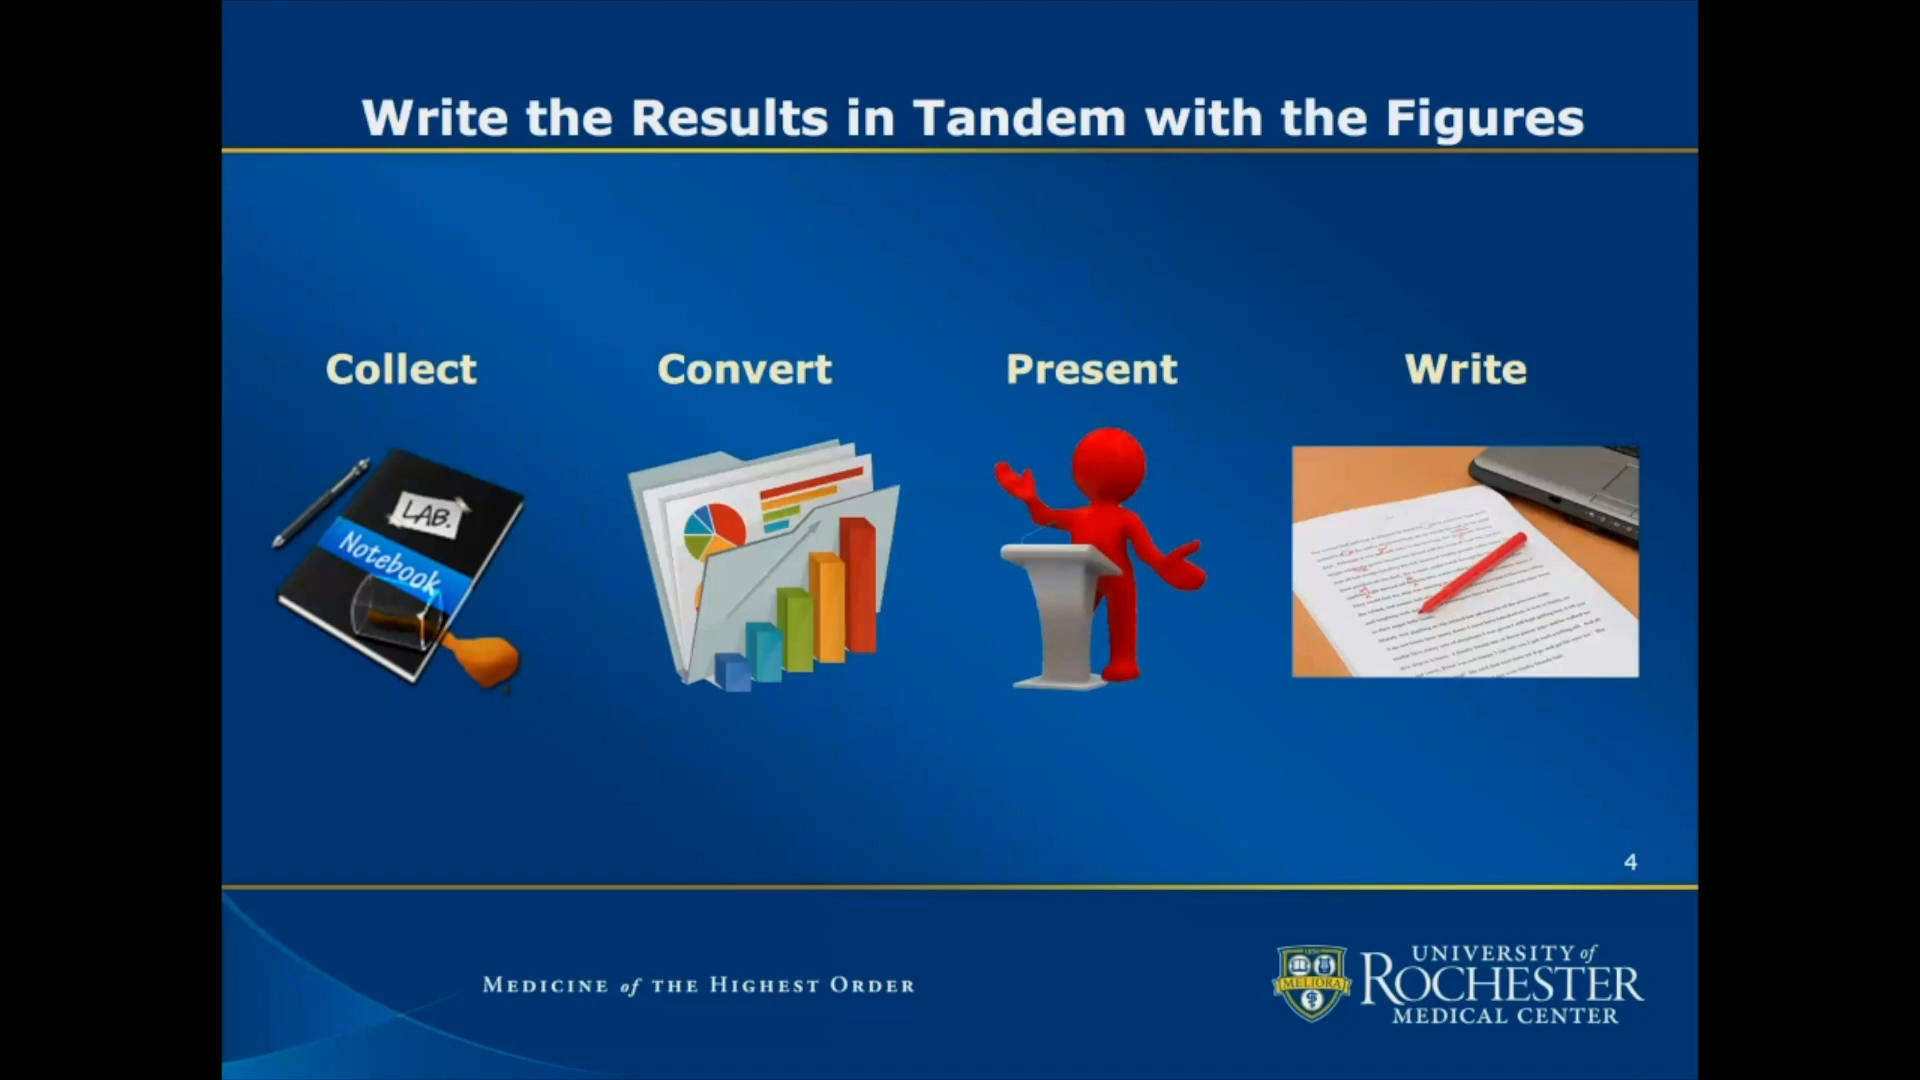 Write the Results in Tandem with the Figures
Collect
Convert
Present
Write
LAB.
Notebook
4
MEDICINE of THE HIGHEST ORDER
MELIORA
UNIVERSITY of
ROCHESTER
MEDICAL CENTER